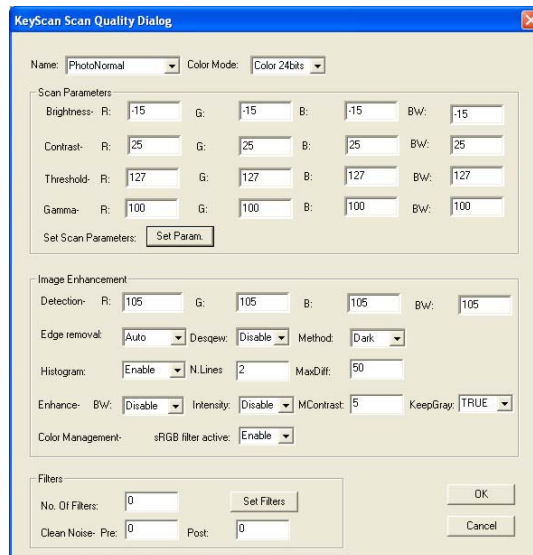 KeyScan Scan Quality Dialog
Name: PhotoNormal Color Mode: Color 24bits
Scan Parameters
Brightness- R: -15 G: -15 B: -15 BW: -15
Contrast- R: 25 G: 25 B: 25 BW: 25
Threshold- R: 127 G: 127 B: 127 BW: 127
Gamma- R: 100 G: 100 B: 100 BW: 100
Set Scan Parameters: Set Param.
Image Enhancement
Detection- R: 105 G: 105 B: 105 BW: 105
Edge removal: Auto Desqew: Disable Method: Dark
Histogram: Enable N.Lines 2 MaxDiff: 50
Enhance- BW: Disable Intensity: Disable MContrast: 5 KeepGray: TRUE
Color Management- sRGB filter active: Enable
Filters
No. Of Filters: 0 Set Filters
Clean Noise- Pre: 0 Post: 0
OK
Cancel